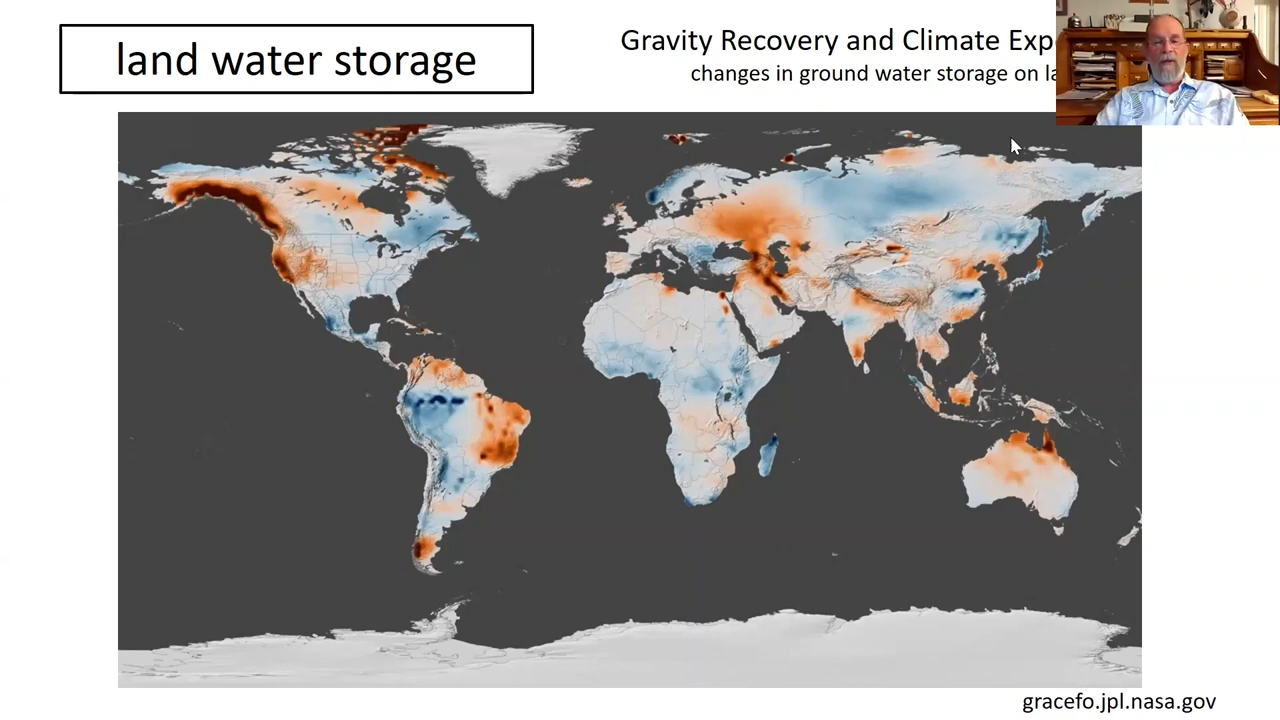 land water storage
Gravity Recovery and Climate Exp
changes in ground water storage on la
gracefo.jpl.nasa.gov